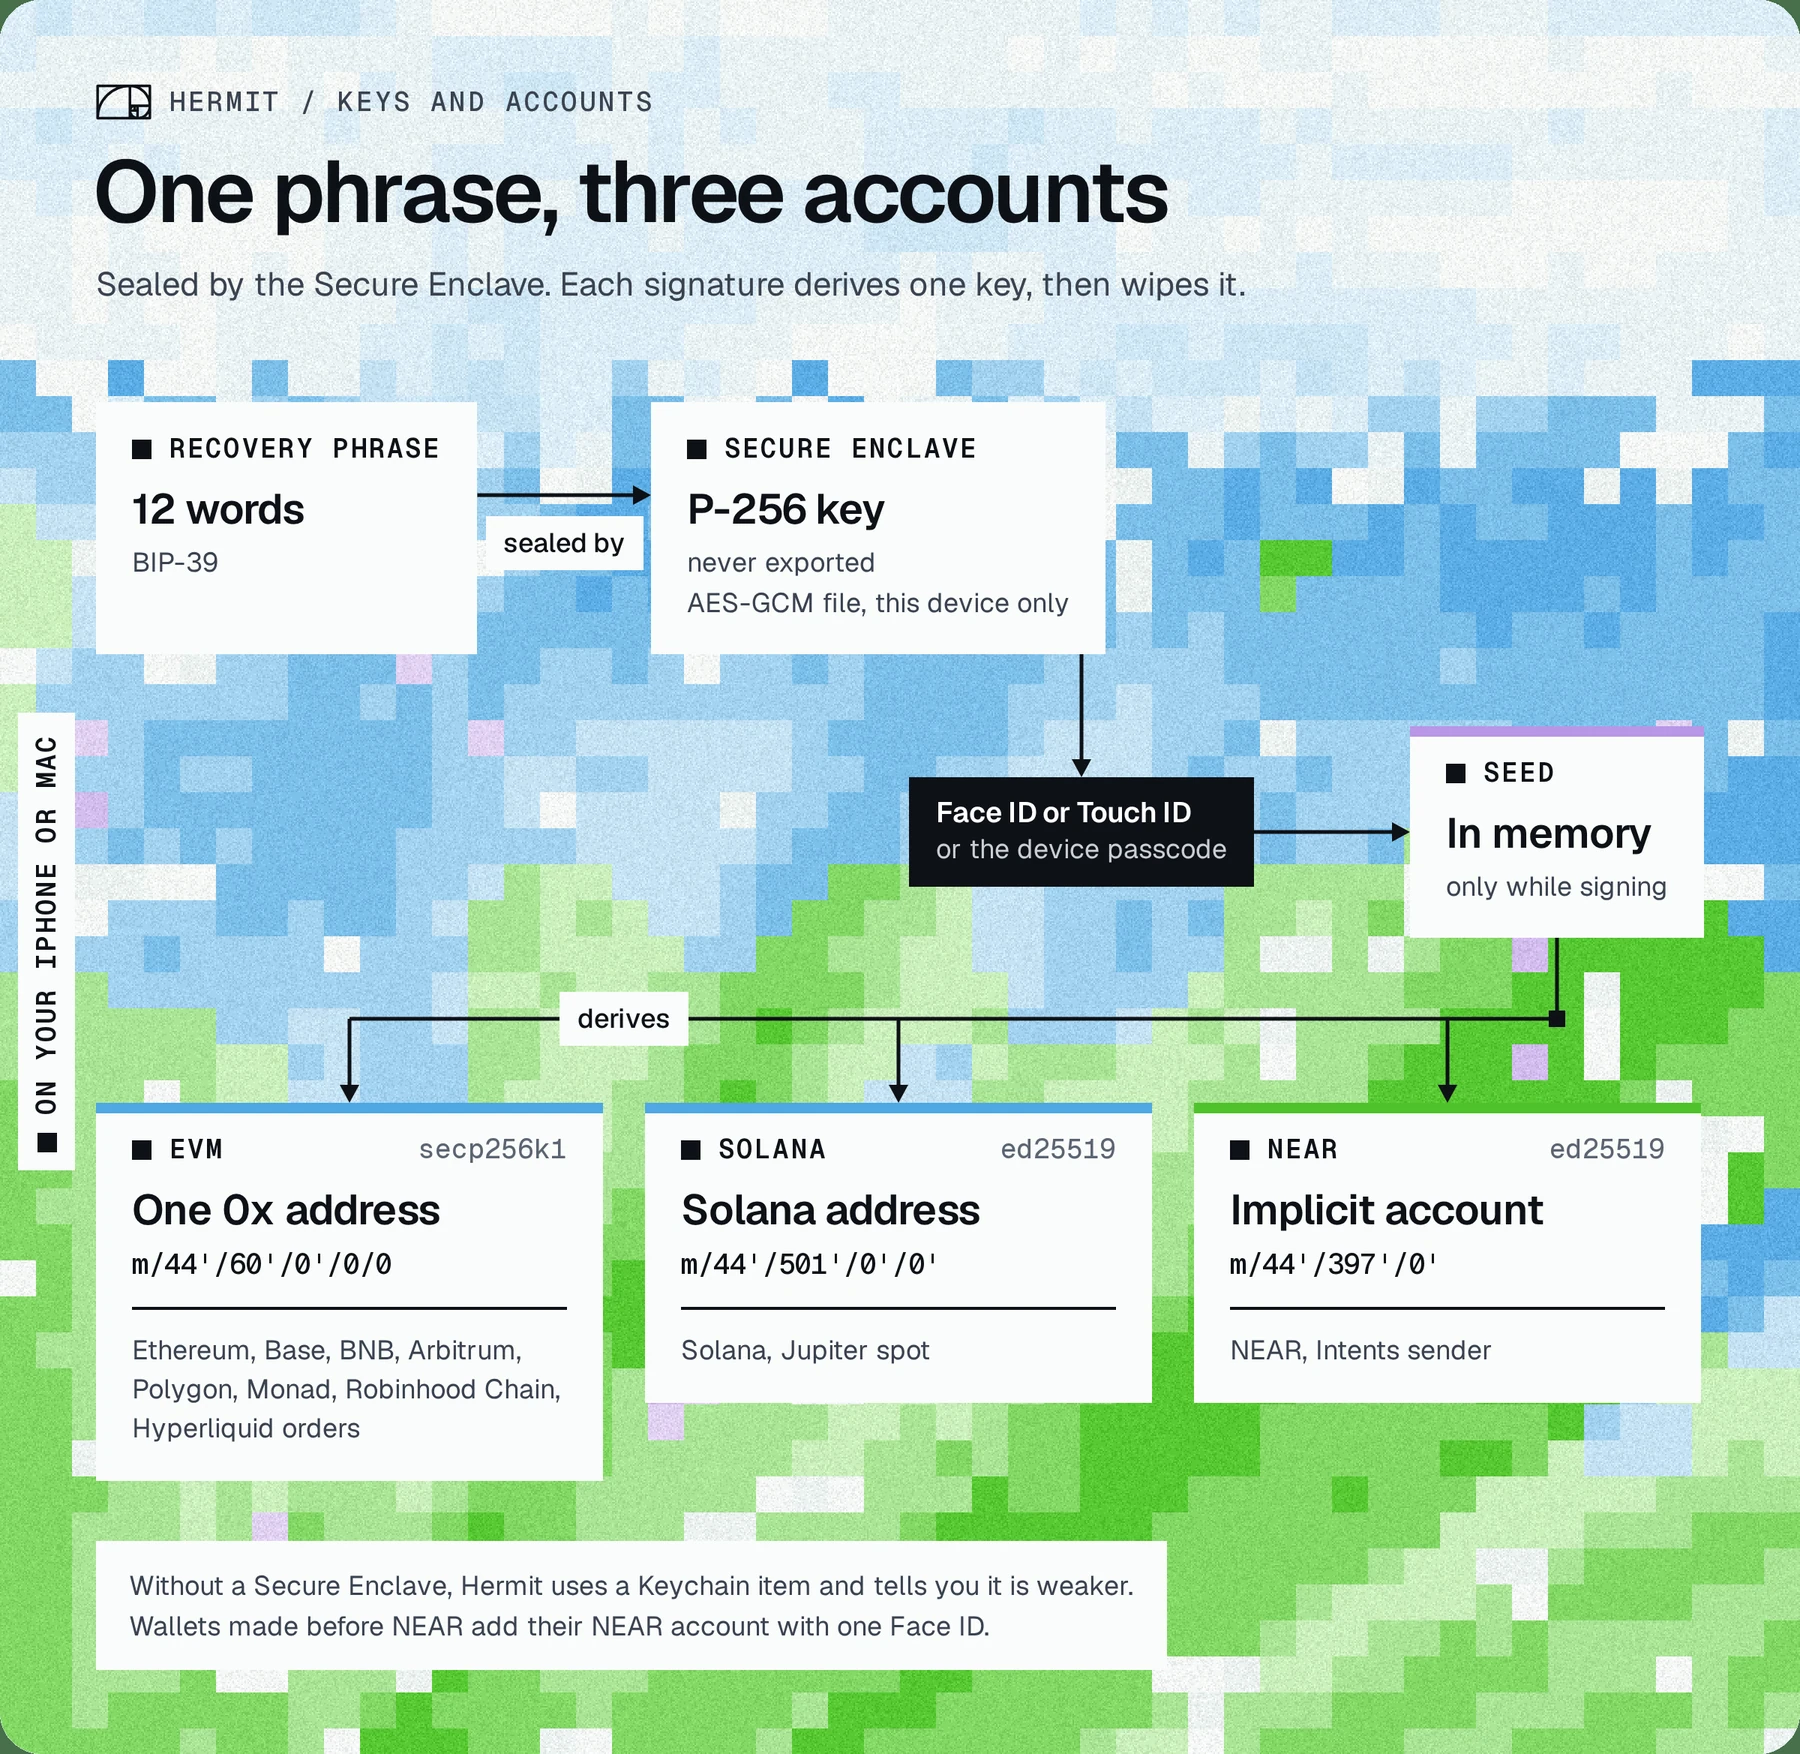 HERMIT / KEYS AND ACCOUNTS
One phrase, three accounts
Sealed by the Secure Enclave. Each signature derives one key, then wipes it.
RECOVERY PHRASE
12 words
BIP-39
sealed by
SECURE ENCLAVE
P-256 key
never exported
AES-GCM file, this device only
ON YOUR IPHONE OR MAC
Face ID or Touch ID
or the device passcode
SEED
In memory
only while signing
derives
EVM secp256k1
One 0x address
m/44'/60'/0'/0/0
Ethereum, Base, BNB, Arbitrum,
Polygon, Monad, Robinhood Chain,
Hyperliquid orders
SOLANA ed25519
Solana address
m/44'/501'/0'/0'
Solana, Jupiter spot
NEAR ed25519
Implicit account
m/44'/397'/0'
NEAR, Intents sender
Without a Secure Enclave, Hermit uses a Keychain item and tells you it is weaker.
Wallets made before NEAR add their NEAR account with one Face ID.